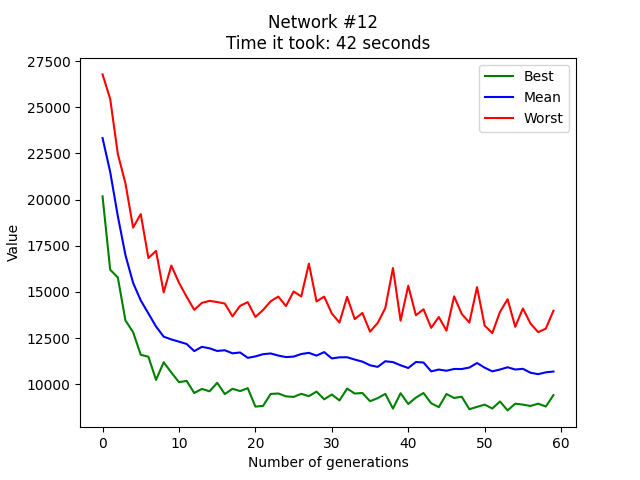 Network #12
Time it took: 42 seconds
27500
25000
22500
20000
17500
15000
12500
10000
Value
Best
Mean
Worst
0 10 20 30 40 50 60
Number of generations